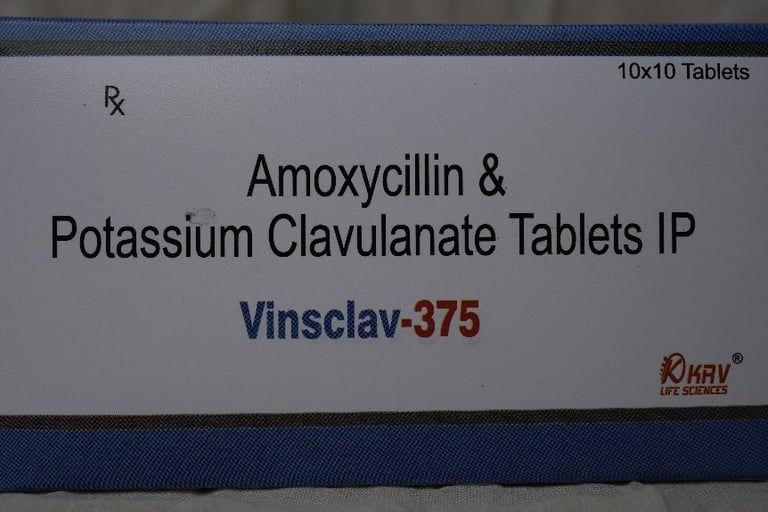 10x10 Tablets
Rx
Amoxycillin &
Potassium Clavulanate Tablets IP
Vinsclav-375
KRV®
LIFE SCIENCES